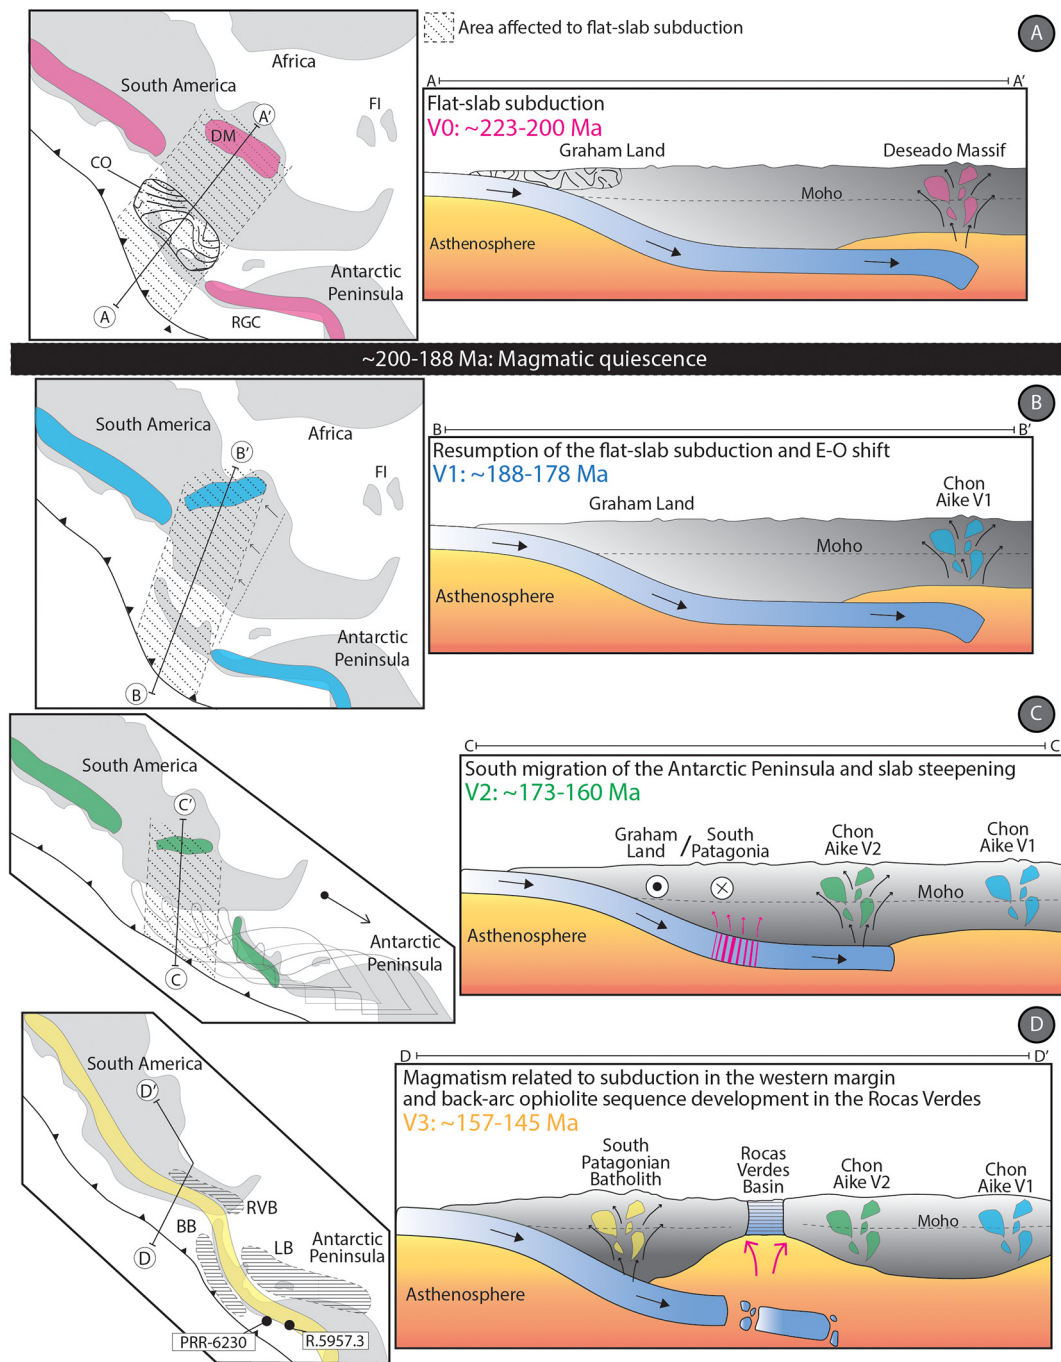 Area affected to flat-slab subduction
A
South America
Africa
FI
A'
DM
CO
A
Antarctic
Peninsula
RGC
A
A'
Flat-slab subduction
V0: ~223-200 Ma
Graham Land
Deseado Massif
Moho
Asthenosphere
~200-188 Ma: Magmatic quiescence
B
South America
Africa
FI
B'
B
Antarctic
Peninsula
B
B'
Resumption of the flat-slab subduction and E-O shift
V1: ~188-178 Ma
Graham Land
Chon
Aike V1
Moho
Asthenosphere
C
South America
C'
C
Antarctic
Peninsula
C
C
South migration of the Antarctic Peninsula and slab steepening
V2: ~173-160 Ma
Graham
Land
/
South
Patagonia
Chon
Aike V2
Chon
Aike V1
Moho
Asthenosphere
D
South America
D'
D
BB
RVB
LB
Antarctic
Peninsula
PRR-6230
R.5957.3
D
D'
Magmatism related to subduction in the western margin
and back-arc ophiolite sequence development in the Rocas Verdes
V3: ~157-145 Ma
South
Patagonian
Batholith
Rocas
Verdes
Basin
Chon
Aike V2
Chon
Aike V1
Moho
Asthenosphere